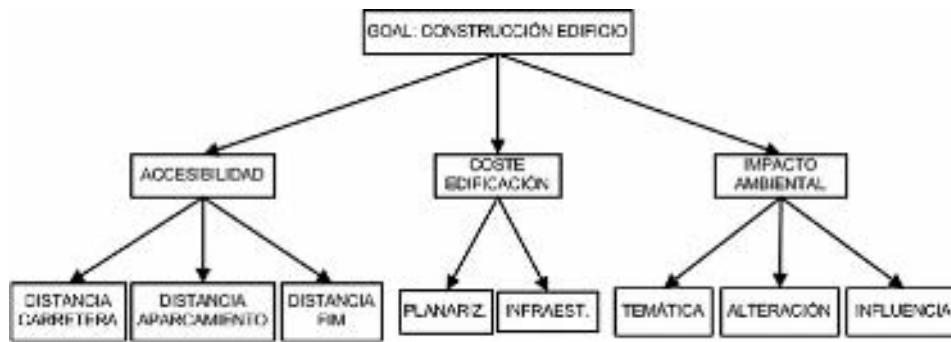 GOAL: CONSTRUCCIÓN EDIFICIO
ACCESIBILIDAD
COSTE
EDIFICACIÓN
IMPACTO
AMBIENTAL
DISTANCIA
CARRETERA
DISTANCIA
APARCAMIENTO
DISTANCIA
FIM
PLANARIZ.
INFRAEST.
TEMÁTICA
ALTERACIÓN
INFLUENCIA